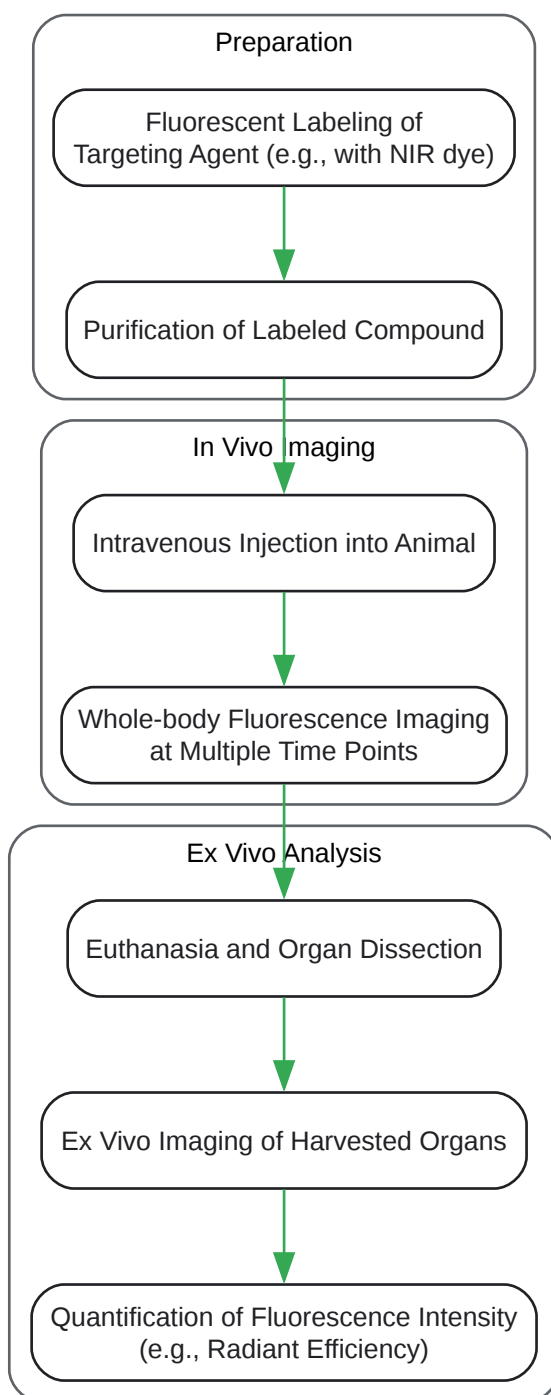 Preparation
Fluorescent Labeling of
Targeting Agent (e.g., with NIR dye)
Purification of Labeled Compound
In Vivo Imaging
Intravenous Injection into Animal
Whole-body Fluorescence Imaging
at Multiple Time Points
Ex Vivo Analysis
Euthanasia and Organ Dissection
Ex Vivo Imaging of Harvested Organs
Quantification of Fluorescence Intensity
(e.g., Radiant Efficiency)